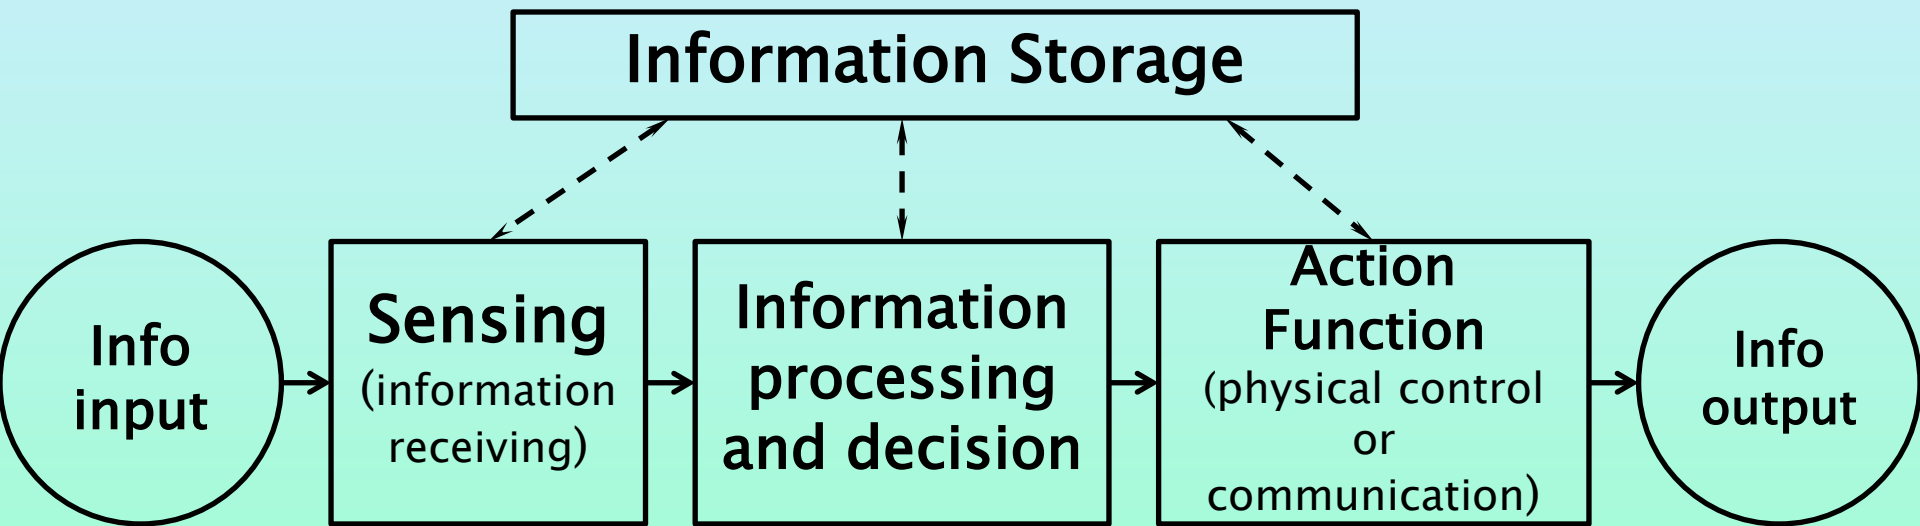 Information Storage
Info
input
Sensing
(information
receiving)
Information
processing
and decision
Action
Function
(physical control
or
communication)
Info
output